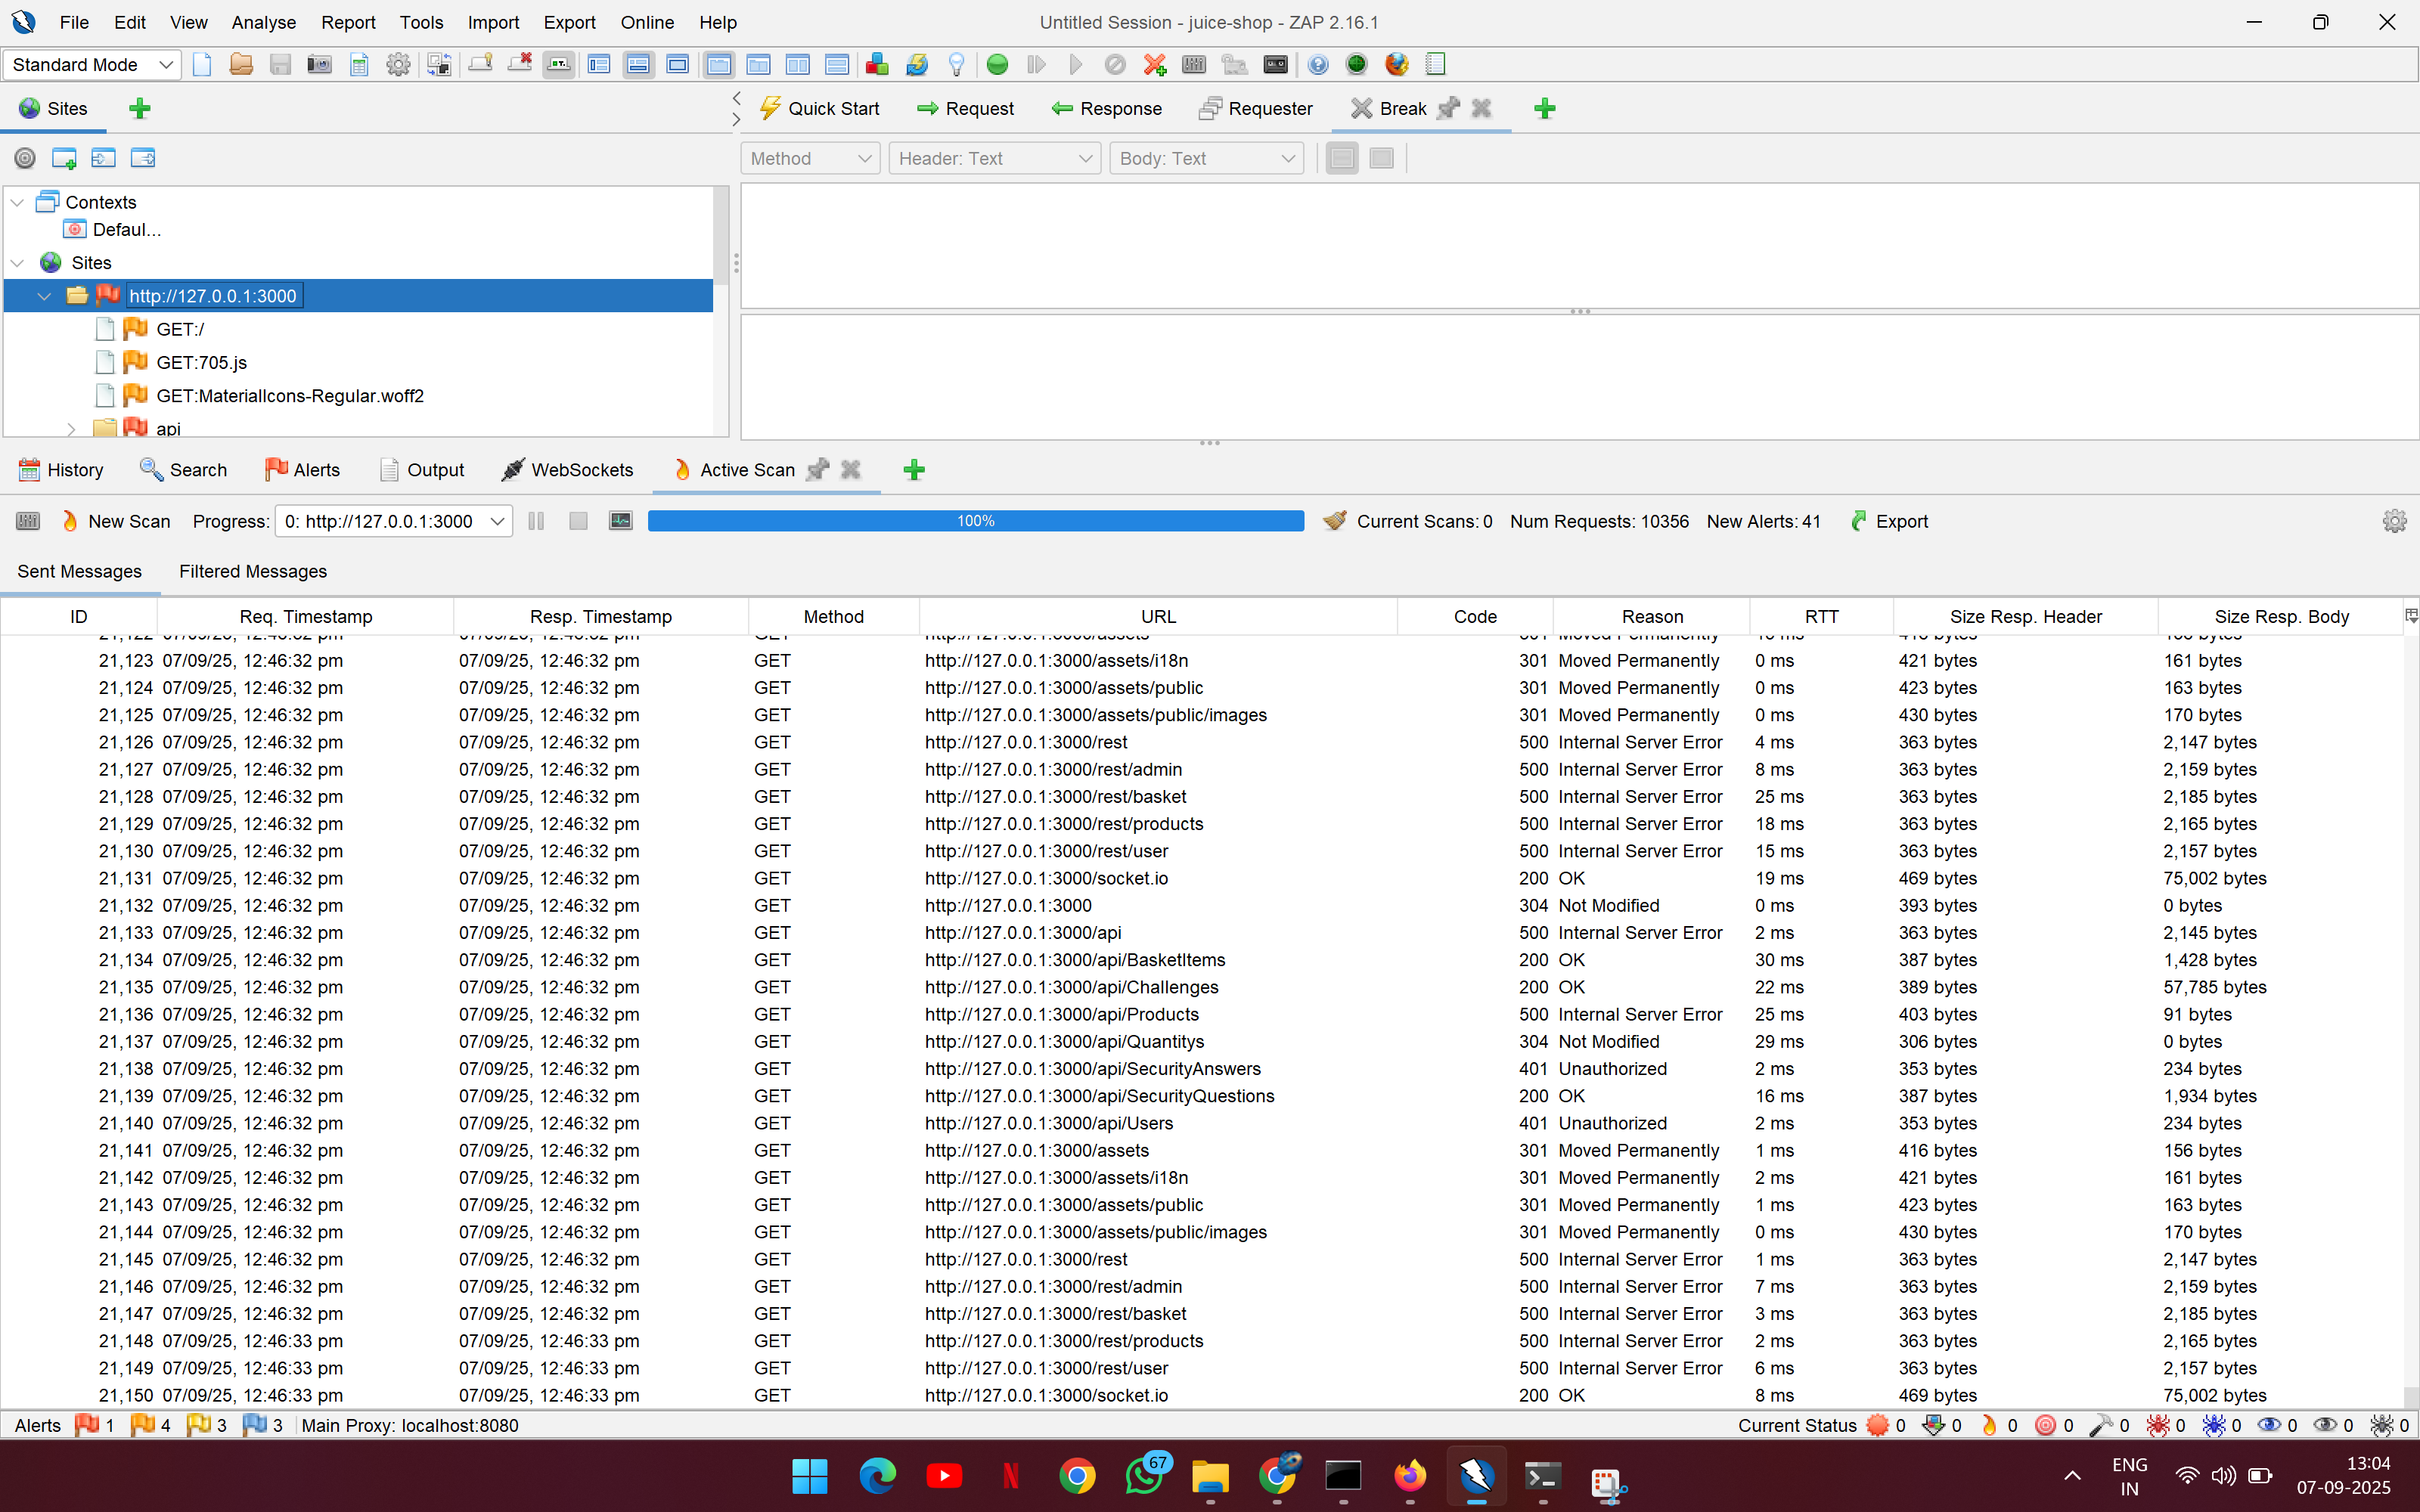 File Edit View Analyse Report Tools Import Export Online Help
Untitled Session - juice-shop - ZAP 2.16.1
Standard Mode
Sites
Quick Start Request Response Requester Break
Method Header: Text Body: Text
Contexts
Defaul...
Sites
http://127.0.0.1:3000
GET:/
GET:705.js
GET:MaterialIcons-Regular.woff2
api
History Search Alerts Output WebSockets Active Scan
New Scan Progress: 0: http://127.0.0.1:3000 100% Current Scans: 0 Num Requests: 10356 New Alerts: 41 Export
Sent Messages Filtered Messages
ID Req. Timestamp Resp. Timestamp Method URL Code Reason RTT Size Resp. Header Size Resp. Body
21,123 07/09/25, 12:46:32 pm 07/09/25, 12:46:32 pm GET http://127.0.0.1:3000/assets/i18n 301 Moved Permanently 0 ms 421 bytes 161 bytes
21,124 07/09/25, 12:46:32 pm 07/09/25, 12:46:32 pm GET http://127.0.0.1:3000/assets/public 301 Moved Permanently 0 ms 423 bytes 163 bytes
21,125 07/09/25, 12:46:32 pm 07/09/25, 12:46:32 pm GET http://127.0.0.1:3000/assets/public/images 301 Moved Permanently 0 ms 430 bytes 170 bytes
21,126 07/09/25, 12:46:32 pm 07/09/25, 12:46:32 pm GET http://127.0.0.1:3000/rest 500 Internal Server Error 4 ms 363 bytes 2,147 bytes
21,127 07/09/25, 12:46:32 pm 07/09/25, 12:46:32 pm GET http://127.0.0.1:3000/rest/admin 500 Internal Server Error 8 ms 363 bytes 2,159 bytes
21,128 07/09/25, 12:46:32 pm 07/09/25, 12:46:32 pm GET http://127.0.0.1:3000/rest/basket 500 Internal Server Error 25 ms 363 bytes 2,185 bytes
21,129 07/09/25, 12:46:32 pm 07/09/25, 12:46:32 pm GET http://127.0.0.1:3000/rest/products 500 Internal Server Error 18 ms 363 bytes 2,165 bytes
21,130 07/09/25, 12:46:32 pm 07/09/25, 12:46:32 pm GET http://127.0.0.1:3000/rest/user 500 Internal Server Error 15 ms 363 bytes 2,157 bytes
21,131 07/09/25, 12:46:32 pm 07/09/25, 12:46:32 pm GET http://127.0.0.1:3000/socket.io 200 OK 19 ms 469 bytes 75,002 bytes
21,132 07/09/25, 12:46:32 pm 07/09/25, 12:46:32 pm GET http://127.0.0.1:3000 304 Not Modified 0 ms 393 bytes 0 bytes
21,133 07/09/25, 12:46:32 pm 07/09/25, 12:46:32 pm GET http://127.0.0.1:3000/api 500 Internal Server Error 2 ms 363 bytes 2,145 bytes
21,134 07/09/25, 12:46:32 pm 07/09/25, 12:46:32 pm GET http://127.0.0.1:3000/api/BasketItems 200 OK 30 ms 387 bytes 1,428 bytes
21,135 07/09/25, 12:46:32 pm 07/09/25, 12:46:32 pm GET http://127.0.0.1:3000/api/Challenges 200 OK 22 ms 389 bytes 57,785 bytes
21,136 07/09/25, 12:46:32 pm 07/09/25, 12:46:32 pm GET http://127.0.0.1:3000/api/Products 500 Internal Server Error 25 ms 403 bytes 91 bytes
21,137 07/09/25, 12:46:32 pm 07/09/25, 12:46:32 pm GET http://127.0.0.1:3000/api/Quantitys 304 Not Modified 29 ms 306 bytes 0 bytes
21,138 07/09/25, 12:46:32 pm 07/09/25, 12:46:32 pm GET http://127.0.0.1:3000/api/SecurityAnswers 401 Unauthorized 2 ms 353 bytes 234 bytes
21,139 07/09/25, 12:46:32 pm 07/09/25, 12:46:32 pm GET http://127.0.0.1:3000/api/SecurityQuestions 200 OK 16 ms 387 bytes 1,934 bytes
21,140 07/09/25, 12:46:32 pm 07/09/25, 12:46:32 pm GET http://127.0.0.1:3000/api/Users 401 Unauthorized 2 ms 353 bytes 234 bytes
21,141 07/09/25, 12:46:32 pm 07/09/25, 12:46:32 pm GET http://127.0.0.1:3000/assets 301 Moved Permanently 1 ms 416 bytes 156 bytes
21,142 07/09/25, 12:46:32 pm 07/09/25, 12:46:32 pm GET http://127.0.0.1:3000/assets/i18n 301 Moved Permanently 2 ms 421 bytes 161 bytes
21,143 07/09/25, 12:46:32 pm 07/09/25, 12:46:32 pm GET http://127.0.0.1:3000/assets/public 301 Moved Permanently 1 ms 423 bytes 163 bytes
21,144 07/09/25, 12:46:32 pm 07/09/25, 12:46:32 pm GET http://127.0.0.1:3000/assets/public/images 301 Moved Permanently 0 ms 430 bytes 170 bytes
21,145 07/09/25, 12:46:32 pm 07/09/25, 12:46:32 pm GET http://127.0.0.1:3000/rest 500 Internal Server Error 1 ms 363 bytes 2,147 bytes
21,146 07/09/25, 12:46:32 pm 07/09/25, 12:46:32 pm GET http://127.0.0.1:3000/rest/admin 500 Internal Server Error 7 ms 363 bytes 2,159 bytes
21,147 07/09/25, 12:46:32 pm 07/09/25, 12:46:32 pm GET http://127.0.0.1:3000/rest/basket 500 Internal Server Error 3 ms 363 bytes 2,185 bytes
21,148 07/09/25, 12:46:33 pm 07/09/25, 12:46:33 pm GET http://127.0.0.1:3000/rest/products 500 Internal Server Error 2 ms 363 bytes 2,165 bytes
21,149 07/09/25, 12:46:33 pm 07/09/25, 12:46:33 pm GET http://127.0.0.1:3000/rest/user 500 Internal Server Error 6 ms 363 bytes 2,157 bytes
21,150 07/09/25, 12:46:33 pm 07/09/25, 12:46:33 pm GET http://127.0.0.1:3000/socket.io 200 OK 8 ms 469 bytes 75,002 bytes
Alerts 1 4 3 3 Main Proxy: localhost:8080 Current Status 0 0 0 0 0 0 0 0 0 0
67
ENG
IN
13:04
07-09-2025